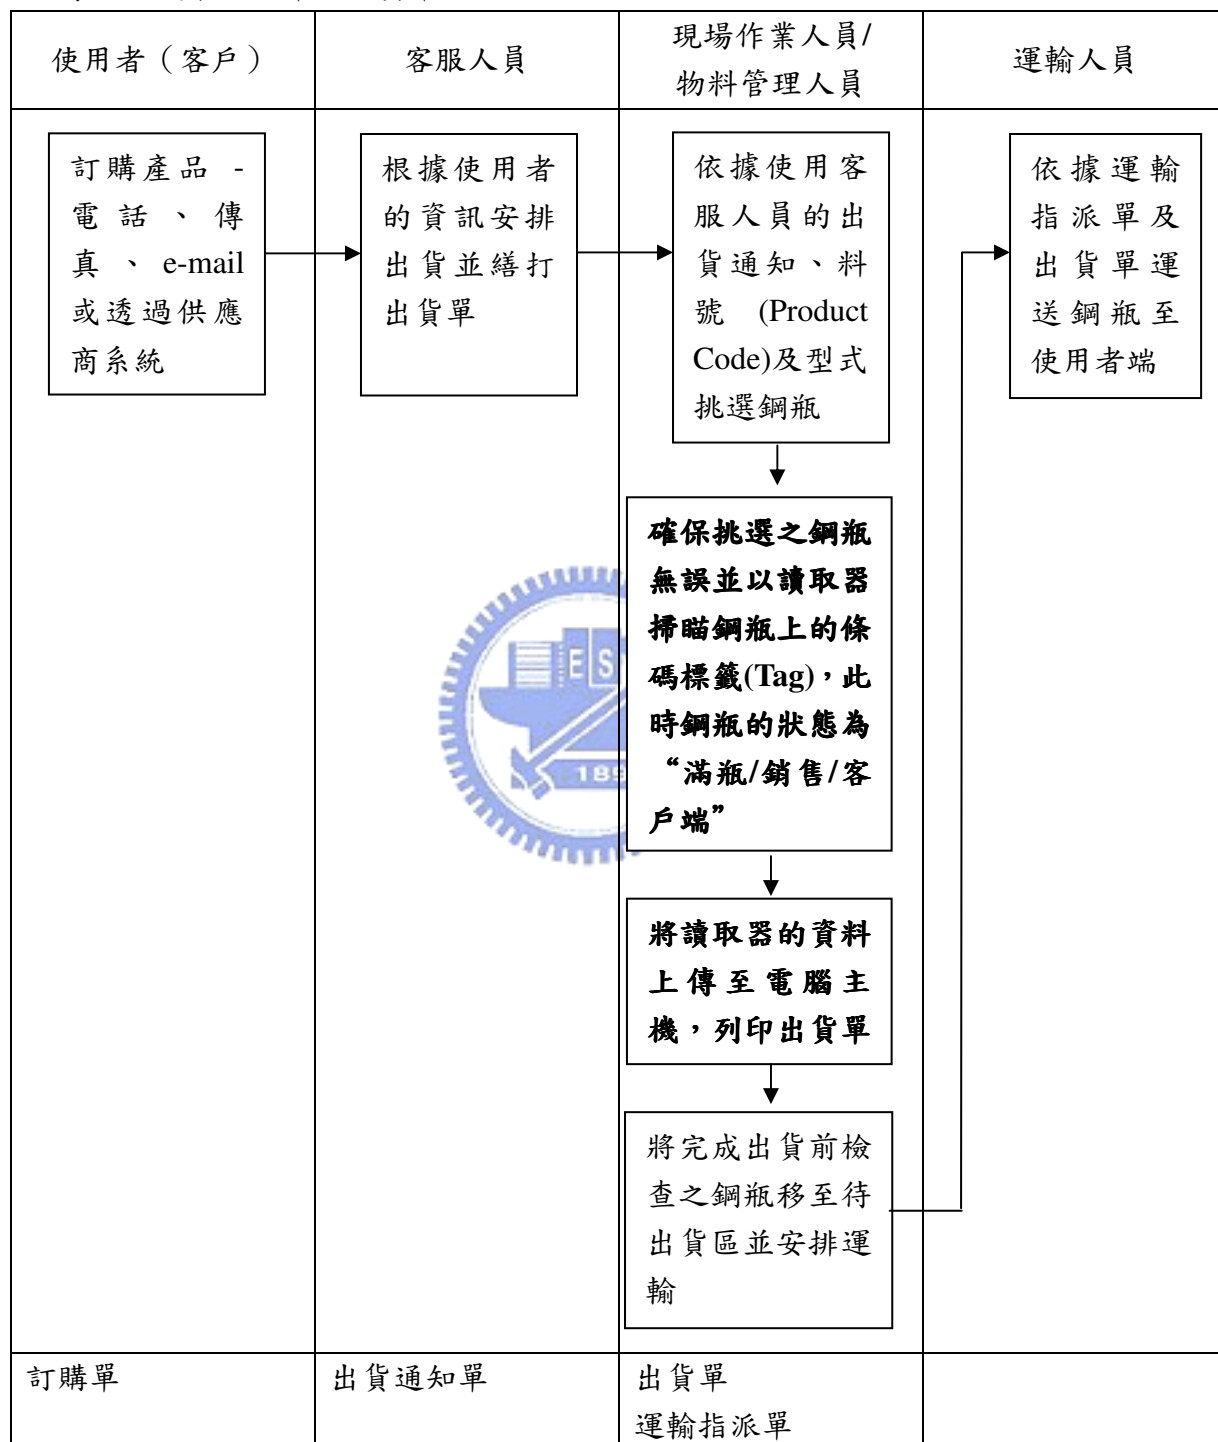 使用者（客戶）
客服人員
現場作業人員/
物料管理人員
運輸人員
訂購產品 -
電話、傳
真、e-mail
或透過供應
商系統
根據使用者
的資訊安排
出貨並繕打
出貨單
依據使用客
服人員的出
貨通知、料
號 (Product
Code)及型式
挑選鋼瓶
依據運輸
指派單及
出貨單運
送鋼瓶至
使用者端
確保挑選之鋼瓶
無誤並以讀取器
掃瞄鋼瓶上的條
碼標籤(Tag)，此
時鋼瓶的狀態為
“滿瓶/銷售/客
戶端”
將讀取器的資料
上傳至電腦主
機，列印出貨單
將完成出貨前檢
查之鋼瓶移至待
出貨區並安排運
輸
訂購單
出貨通知單
出貨單
運輸指派單
ES
189